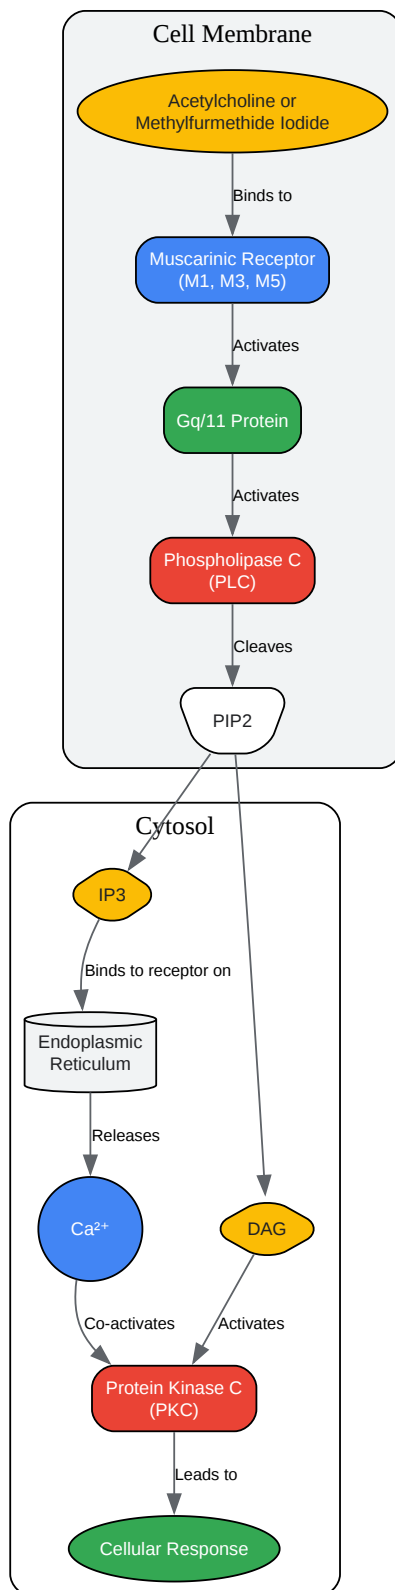 Cell Membrane
Acetylcholine or
Methylfurmethide Iodide
Binds to
Muscarinic Receptor
(M1, M3, M5)
Activates
Gq/11 Protein
Activates
Phospholipase C
(PLC)
Cleaves
PIP2
Cytosol
IP3
Binds to receptor on
Endoplasmic
Reticulum
Releases
Ca²⁺
DAG
Co-activates
Activates
Protein Kinase C
(PKC)
Leads to
Cellular Response